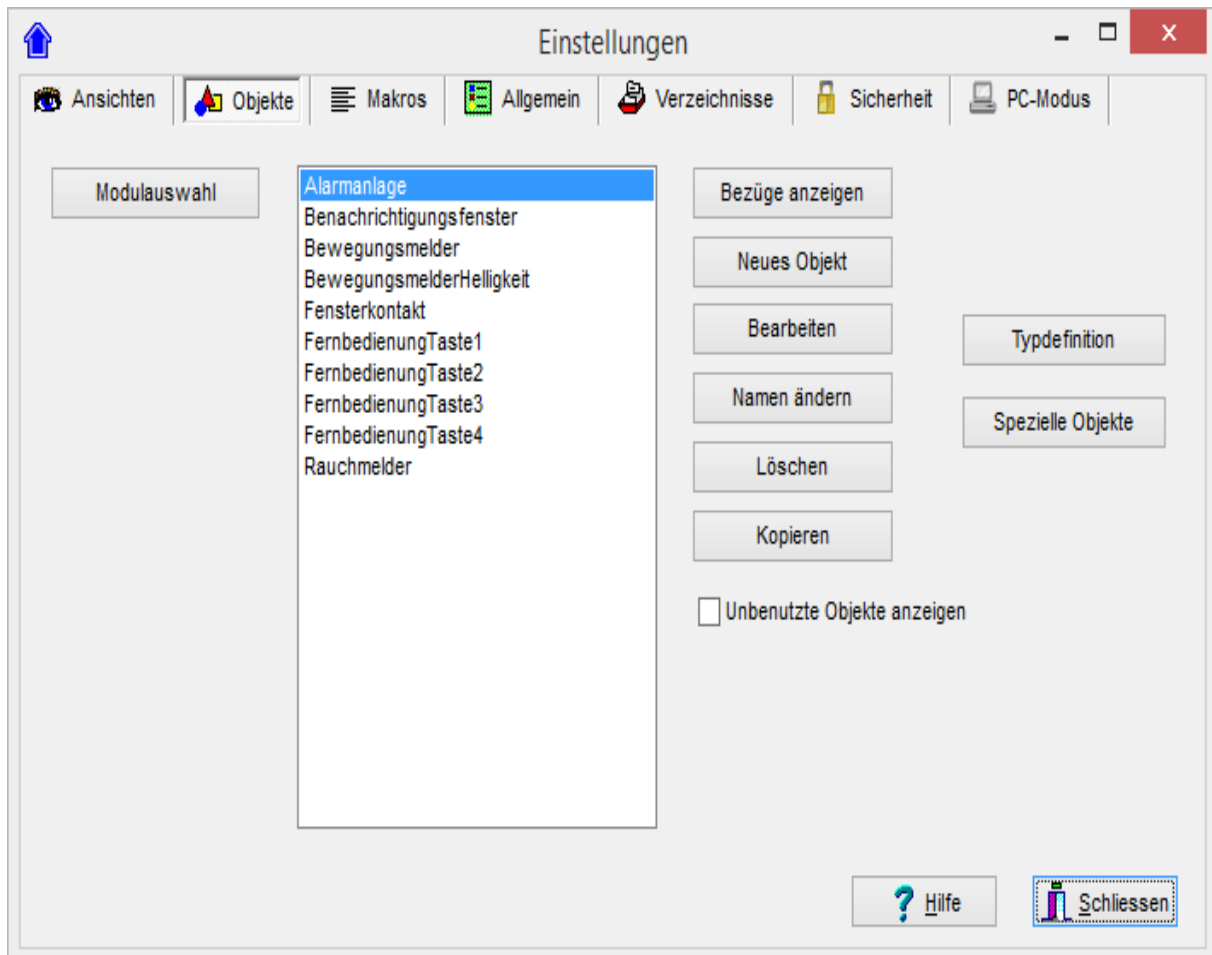 Einstellungen
Ansichten
Objekte
Makros
Allgemein
Verzeichnisse
Sicherheit
PC-Modus
Modulauswahl
Alarmanlage
Benachrichtigungsfenster
Bewegungsmelder
BewegungsmelderHelligkeit
Fensterkontakt
FernbedienungTaste1
FernbedienungTaste2
FernbedienungTaste3
FernbedienungTaste4
Rauchmelder
Bezüge anzeigen
Neues Objekt
Bearbeiten
Namen ändern
Löschen
Kopieren
Unbenutzte Objekte anzeigen
Typdefinition
Spezielle Objekte
Hilfe
Schliessen